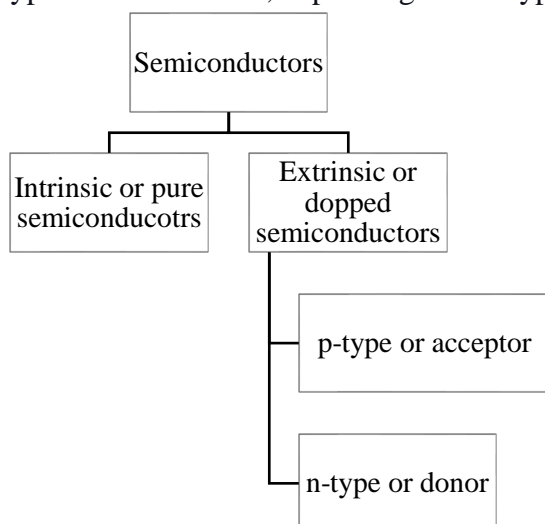 Semiconductors
Intrinsic or pure
semiconducotrs
Extrinsic or
dopped
semiconductors
p-type or acceptor
n-type or donor